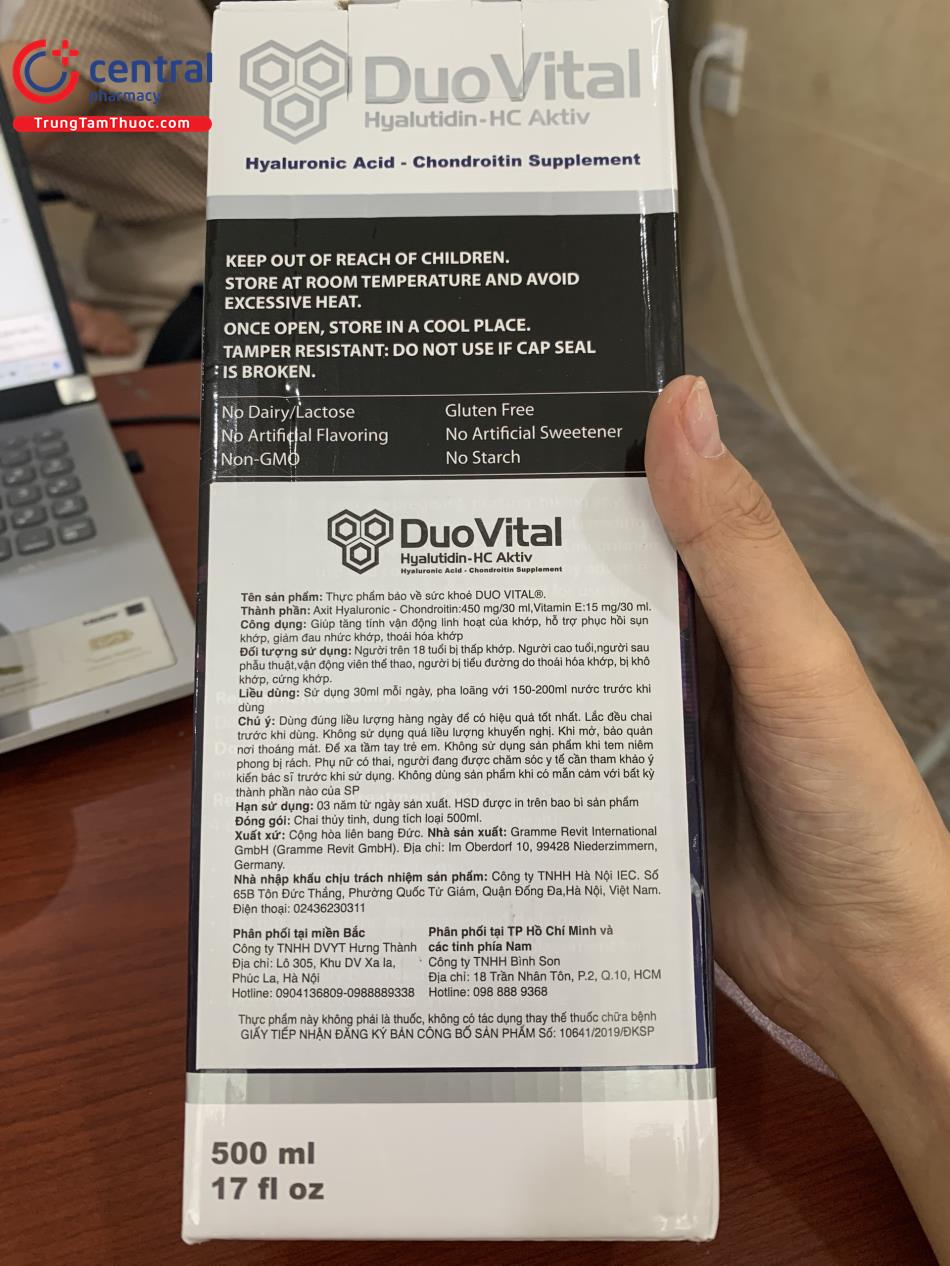 central
pharmacy
TrungTamThuoc.com
DuoVital
Hyalutidin-HC Aktiv
Hyaluronic Acid - Chondroitin Supplement
KEEP OUT OF REACH OF CHILDREN.
STORE AT ROOM TEMPERATURE AND AVOID
EXCESSIVE HEAT.
ONCE OPEN, STORE IN A COOL PLACE.
TAMPER RESISTANT: DO NOT USE IF CAP SEAL
IS BROKEN.
No Dairy/Lactose
No Artificial Flavoring
Non-GMO
Gluten Free
No Artificial Sweetener
No Starch
DuoVital
Hyalutidin-HC Aktiv
Hyaluronic Acid - Chondroitin Supplement
Tên sản phẩm: Thực phẩm bảo về sức khoẻ DUO VITAL®.
Thành phần: Axit Hyaluronic - Chondroitin:450 mg/30 ml,Vitamin E:15 mg/30 ml.
Công dụng: Giúp tăng tính vận động linh hoạt của khớp, hỗ trợ phục hồi sụn
khớp, giảm đau nhức khớp, thoái hóa khớp
Đối tượng sử dụng: Người trên 18 tuổi bị thấp khớp. Người cao tuổi,người sau
phẫu thuật,vận động viên thể thao, người bị tiểu đường do thoái hóa khớp, bị khô
khớp, cứng khớp.
Liều dùng: Sử dụng 30ml mỗi ngày, pha loãng với 150-200ml nước trước khi
dùng
Chú ý: Dùng đúng liều lượng hàng ngày để có hiệu quả tốt nhất. Lắc đều chai
trước khi dùng. Không sử dụng quá liều lượng khuyến nghị. Khi mở, bảo quản
nơi thoáng mát. Để xa tầm tay trẻ em. Không sử dụng sản phẩm khi tem niêm
phong bị rách. Phụ nữ có thai, người đang được chăm sóc y tế cần tham khảo ý
kiến bác sĩ trước khi sử dụng. Không dùng sản phẩm khi có mẫn cảm với bất kỳ
thành phần nào của SP
Hạn sử dụng: 03 năm từ ngày sản xuất. HSD được in trên bao bì sản phẩm
Đóng gói: Chai thủy tinh, dung tích loại 500ml.
Xuất xứ: Cộng hòa liên bang Đức. Nhà sản xuất: Gramme Revit International
GmbH (Gramme Revit GmbH). Địa chỉ: Im Oberdorf 10, 99428 Niederzimmern,
Germany.
Nhà nhập khẩu chịu trách nhiệm sản phẩm: Công ty TNHH Hà Nội IEC. Số
65B Tôn Đức Thắng, Phường Quốc Tử Giám, Quận Đống Đa,Hà Nội, Việt Nam.
Điện thoại: 02436230311
Phân phối tại miền Bắc
Công ty TNHH DVYT Hưng Thành
Địa chỉ: Lô 305, Khu DV Xa la,
Phúc La, Hà Nội
Hotline: 0904136809-0988889338
Phân phối tại TP Hồ Chí Minh và
các tỉnh phía Nam
Công ty TNHH Bình Son
Địa chỉ: 18 Trần Nhân Tôn, P.2, Q.10, HCM
Hotline: 098 888 9368
Thực phẩm này không phải là thuốc, không có tác dụng thay thế thuốc chữa bệnh
GIẤY TIẾP NHẬN ĐĂNG KÝ BẢN CÔNG BỐ SẢN PHẨM Số: 10641/2019/ĐKSP
500 ml
17 fl oz